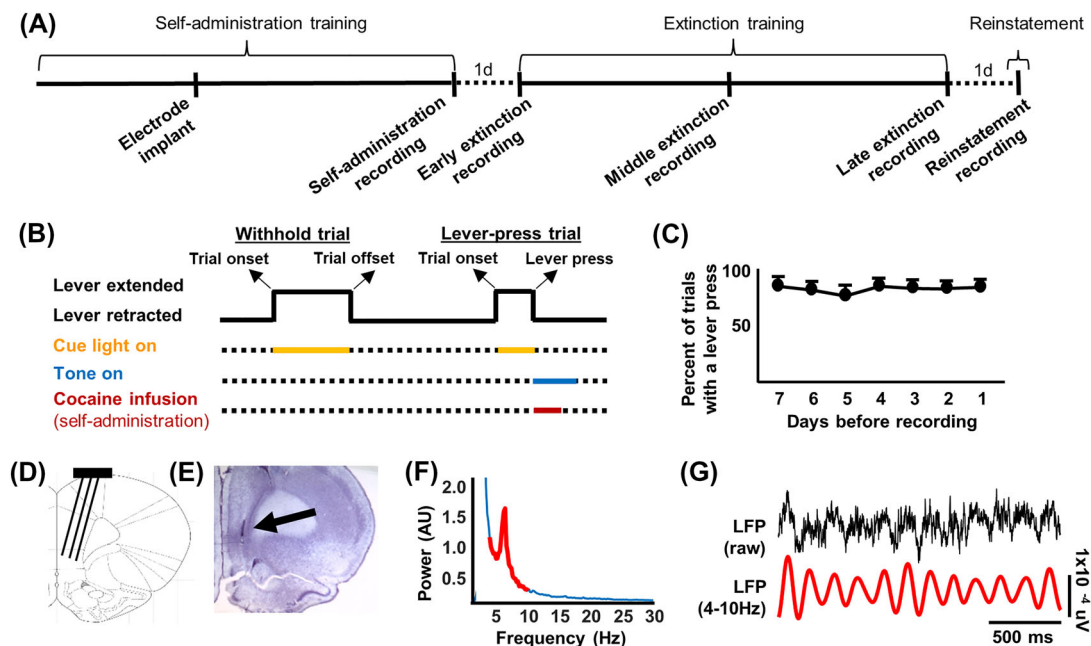 (A)
Self-administration training
Extinction training
Reinstatement
1d
1d
Electrode
implant
Self-administration
recording
Early extinction
recording
Middle extinction
recording
Late extinction
recording
Reinstatement
recording
(B)
Withhold trial
Lever-press trial
Trial onset
Trial offset
Trial onset
Lever press
Lever extended
Lever retracted
Cue light on
Tone on
Cocaine infusion
(self-administration)
(C)
Percent of trials
with a lever press
100
50
7 6 5 4 3 2 1
Days before recording
(D)
(E)
(F)
Power (AU)
2.0
1.5
1.0
0.5
5 10 15 20 25 30
Frequency (Hz)
(G)
LFP
(raw)
LFP
(4-10Hz)
1x10⁻⁴ uV
500 ms